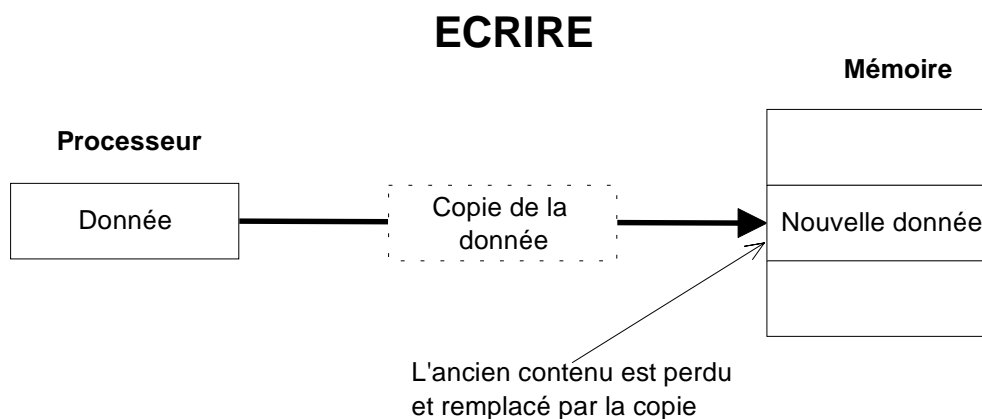 ECRIRE
Mémoire
Processeur
Donnée
Copie de la
donnée
Nouvelle donnée
L'ancien contenu est perdu
et remplacé par la copie